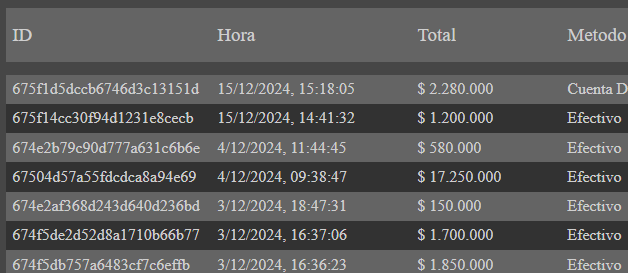 ID Hora Total Metodo
675f1d5dccb6746d3c13151d 15/12/2024, 15:18:05 $ 2.280.000 Cuenta D
675f14cc30f94d1231e8cecb 15/12/2024, 14:41:32 $ 1.200.000 Efectivo
674e2b79c90d777a631c6b6e 4/12/2024, 11:44:45 $ 580.000 Efectivo
67504d57a55fdcdca8a94e69 4/12/2024, 09:38:47 $ 17.250.000 Efectivo
674e2af368d243d640d236bd 3/12/2024, 18:47:31 $ 150.000 Efectivo
674f5de2d52d8a1710b66b77 3/12/2024, 16:37:06 $ 1.700.000 Efectivo
674f5db757a6483cf7c6effb 3/12/2024, 16:36:23 $ 1.850.000 Efectivo